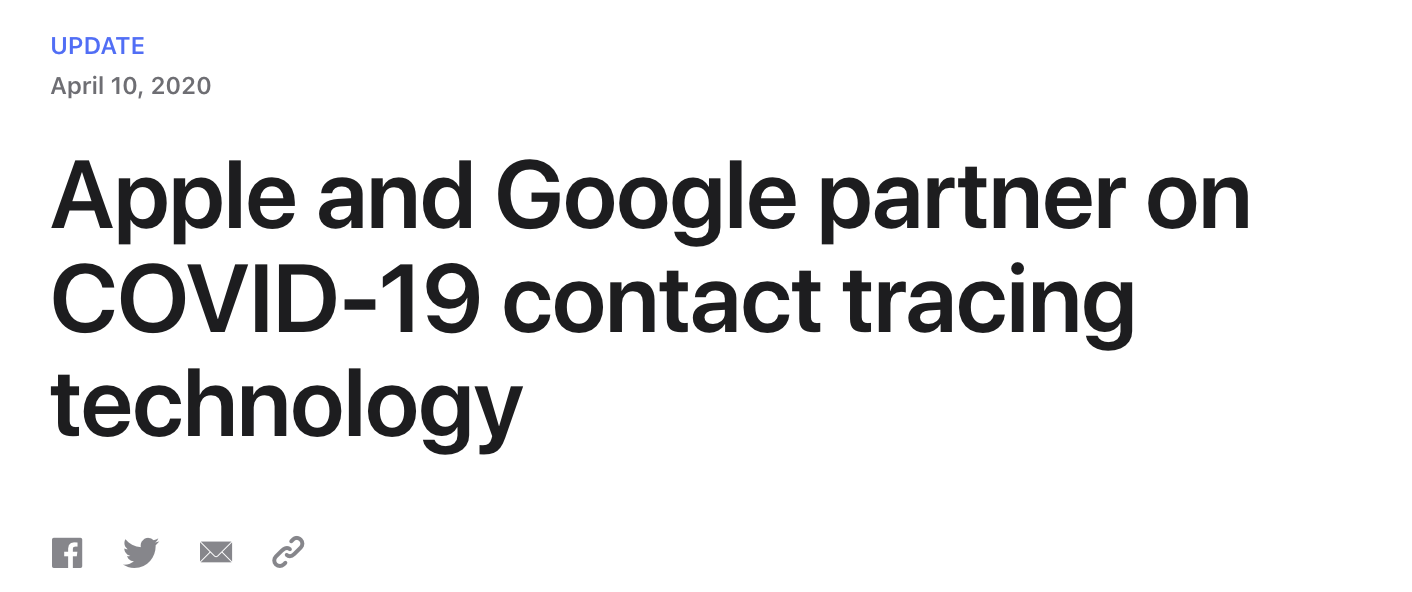 UPDATE
April 10, 2020
Apple and Google partner on
COVID-19 contact tracing
technology